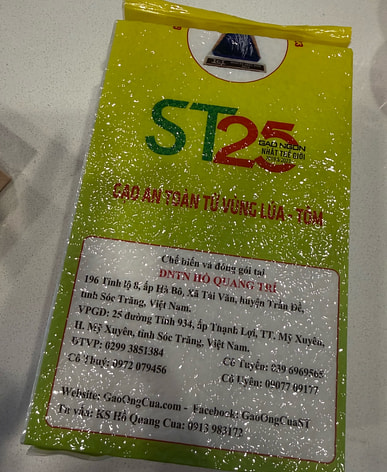 ST25
GẠO NGON
NHẤT THẾ GIỚI
GẠO AN TOÀN TỪ VÙNG LÚA - TÔM
Chế biến và đóng gói tại
DNTN HỒ QUANG TRÍ
196 Tỉnh lộ 8, ấp Hà Bô, Xã Tài Văn, huyện Trần Đề,
tỉnh Sóc Trăng, Việt Nam.
VPGD: 25 đường Tỉnh 934, ấp Thạnh Lợi, TT, Mỹ Xuyên,
H. Mỹ Xuyên, tỉnh Sóc Trăng, Việt Nam.
ĐTVP: 0299 3851384 Cô Tuyền: 039 6969565
Cô Thuỷ: 0972 079456 Cô Uyên: 09077 09177
Website: GaoOngCua.com - Facebook: GaoOngCuaST
Tư vấn: KS Hồ Quang Cua: 0913 983172